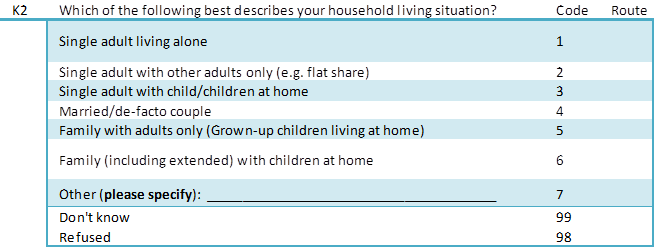 K2 Which of the following best describes your household living situation? Code Route
Single adult living alone 1
Single adult with other adults only (e.g. flat share) 2
Single adult with child/children at home 3
Married/de-facto couple 4
Family with adults only (Grown-up children living at home) 5
Family (including extended) with children at home 6
Other (please specify): ___________________________________________ 7
Don't know 99
Refused 98